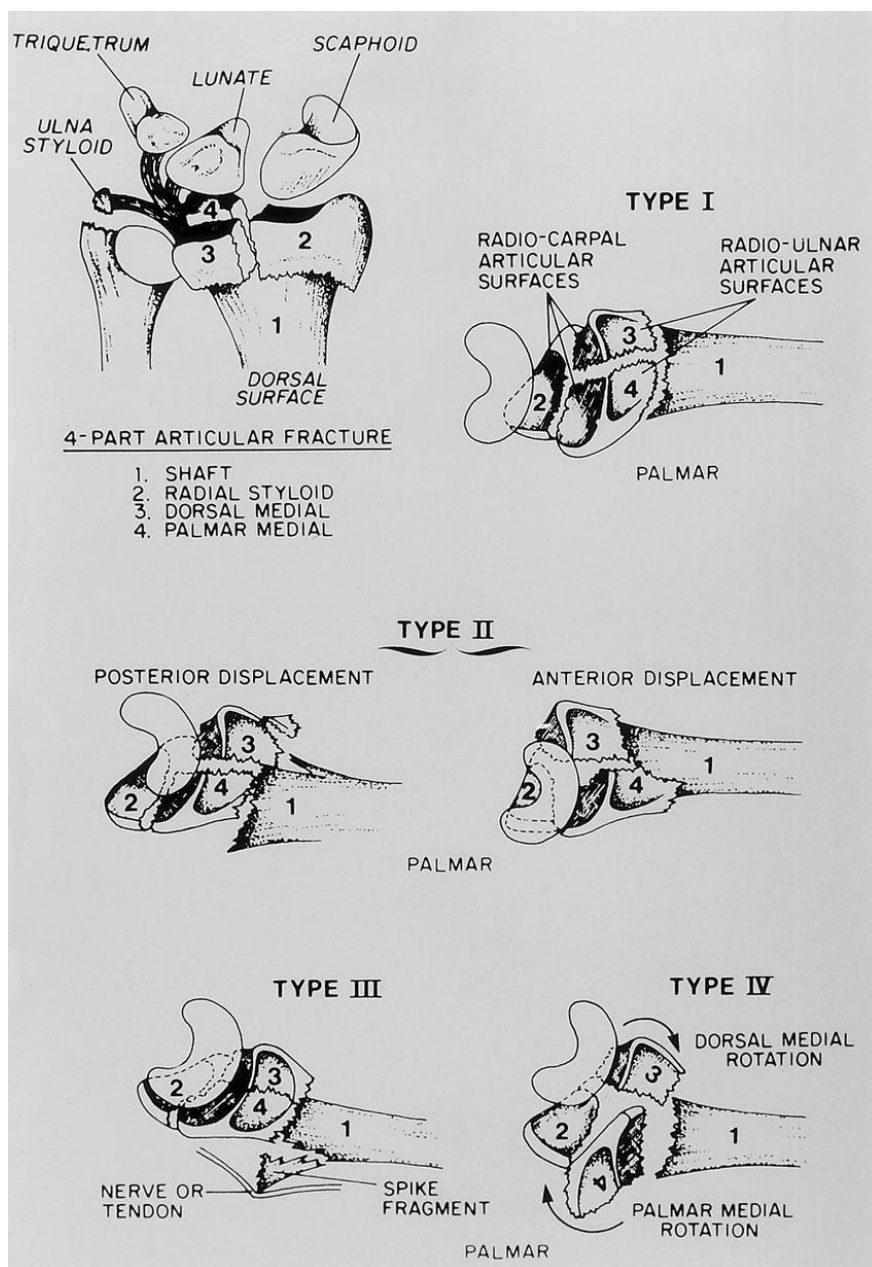 TRIQUETRUM
SCAPHOID
LUNATE
ULNA
STYLOID
4
3
2
1
DORSAL
SURFACE
4-PART ARTICULAR FRACTURE
1. SHAFT
2. RADIAL STYLOID
3. DORSAL MEDIAL
4. PALMAR MEDIAL
TYPE I
RADIO-CARPAL
ARTICULAR
SURFACES
RADIO-ULNAR
ARTICULAR
SURFACES
3
1
2
4
PALMAR
TYPE II
POSTERIOR DISPLACEMENT
3
2
4
1
ANTERIOR DISPLACEMENT
3
1
2
4
PALMAR
TYPE III
2
3
4
1
NERVE OR
TENDON
SPIKE
FRAGMENT
TYPE IV
DORSAL MEDIAL
ROTATION
3
2
1
4
PALMAR MEDIAL
ROTATION
PALMAR